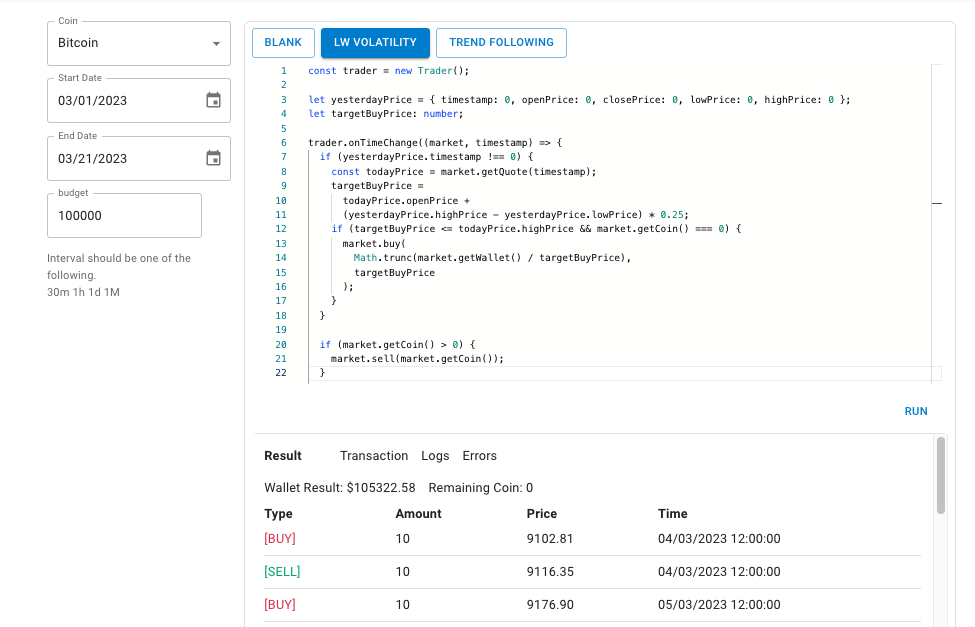 Coin
Bitcoin
Start Date
03/01/2023
End Date
03/21/2023
budget
100000
Interval should be one of the
following.
30m 1h 1d 1M
BLANK LW VOLATILITY TREND FOLLOWING
1 const trader = new Trader();
2
3 let yesterdayPrice = { timestamp: 0, openPrice: 0, closePrice: 0, lowPrice: 0, highPrice: 0 };
4 let targetBuyPrice: number;
5
6 trader.onTimeChange((market, timestamp) => {
7 if (yesterdayPrice.timestamp !== 0) {
8 const todayPrice = market.getQuote(timestamp);
9 targetBuyPrice =
10 todayPrice.openPrice +
11 (yesterdayPrice.highPrice - yesterdayPrice.lowPrice) * 0.25;
12 if (targetBuyPrice <= todayPrice.highPrice && market.getCoin() === 0) {
13 market.buy(
14 Math.trunc(market.getWallet() / targetBuyPrice),
15 targetBuyPrice
16 );
17 }
18 }
19
20 if (market.getCoin() > 0) {
21 market.sell(market.getCoin());
22 }
RUN
Result Transaction Logs Errors
Wallet Result: $105322.58 Remaining Coin: 0
Type Amount Price Time
[BUY] 10 9102.81 04/03/2023 12:00:00
[SELL] 10 9116.35 04/03/2023 12:00:00
[BUY] 10 9176.90 05/03/2023 12:00:00